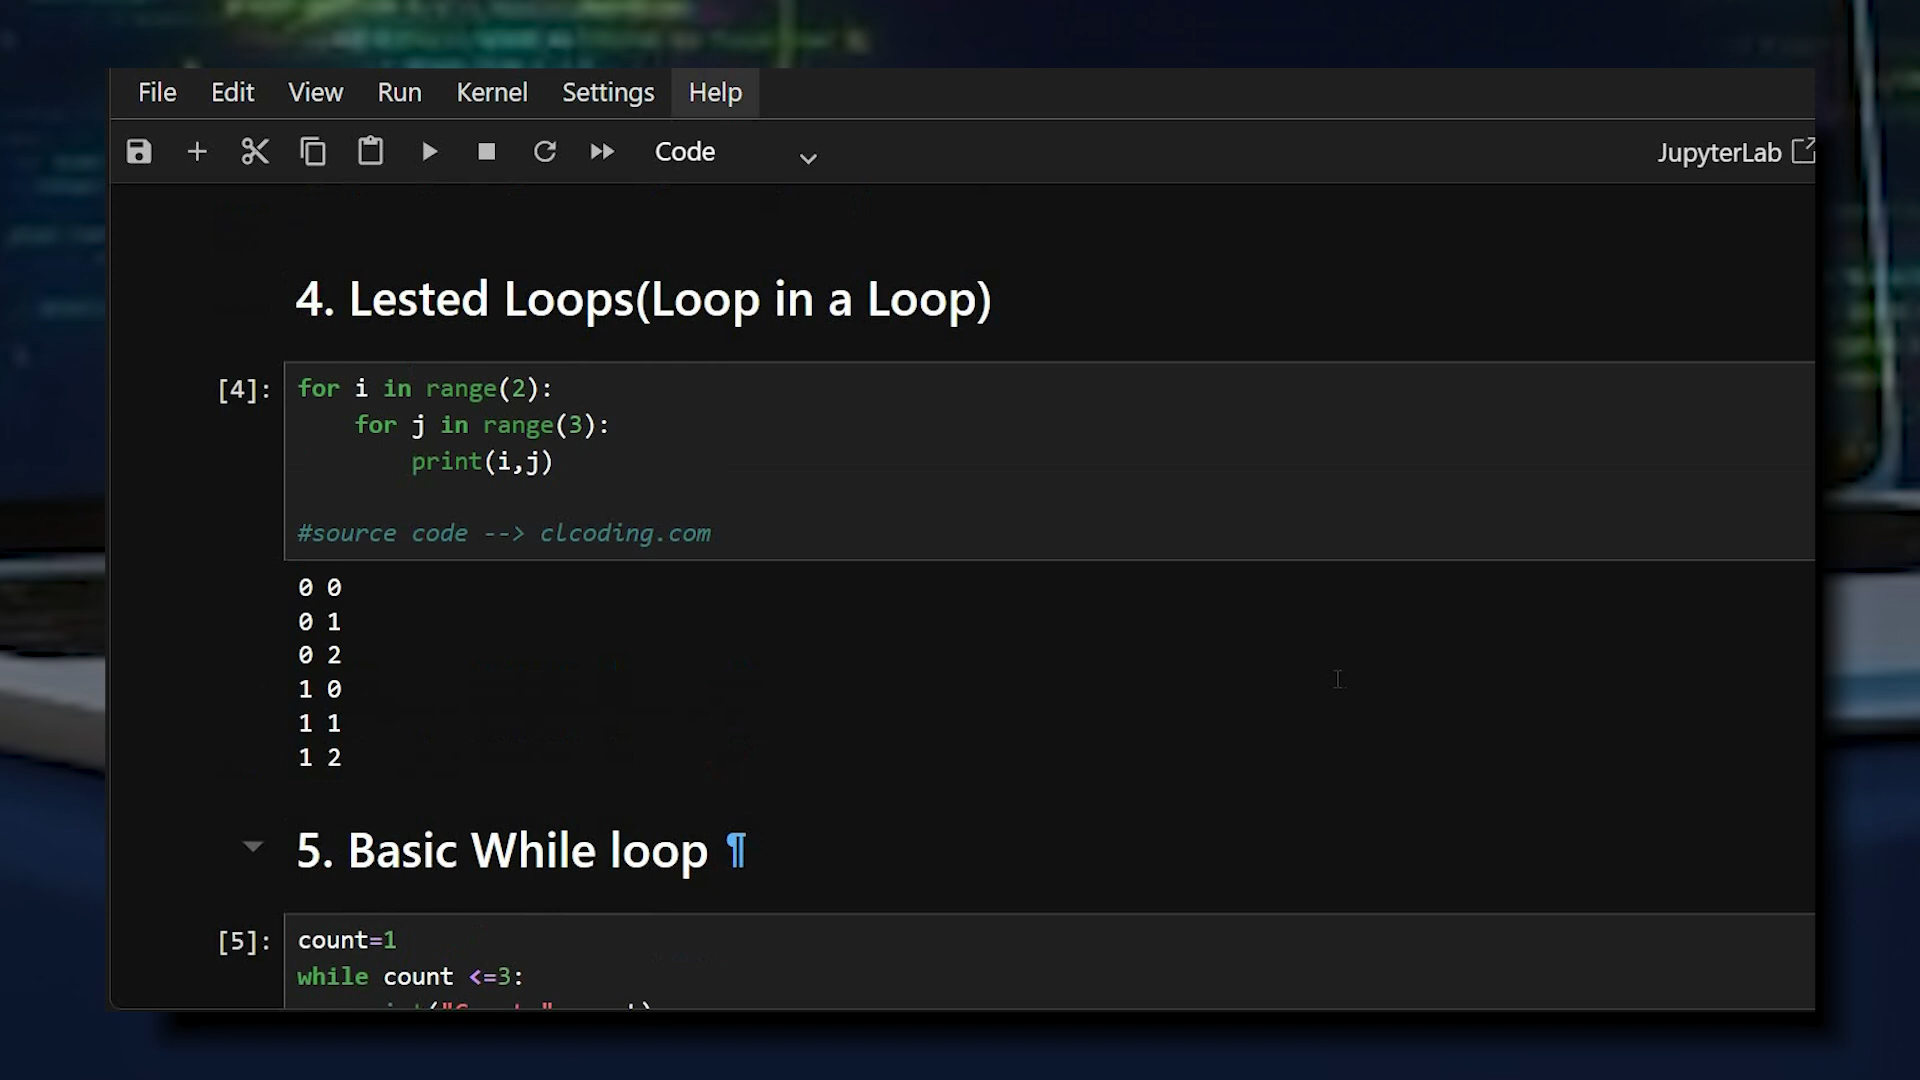 File Edit View Run Kernel Settings Help
Code JupyterLab
4. Lested Loops(Loop in a Loop)
[4]: for i in range(2):
    for j in range(3):
        print(i,j)
#source code --> clcoding.com
0 0
0 1
0 2
1 0
1 1
1 2
5. Basic While loop ¶
[5]: count=1
while count <=3: